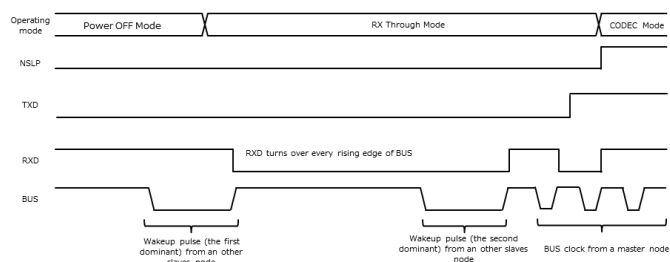 Operating
mode
Power OFF Mode
RX Through Mode
CODEC Mode
NSLP
TXD
RXD
RXD turns over every rising edge of BUS
BUS
Wakeup pulse (the first
dominant) from an other
slaves node
Wakeup pulse (the second
dominant) from an other slaves
node
BUS clock from a master node